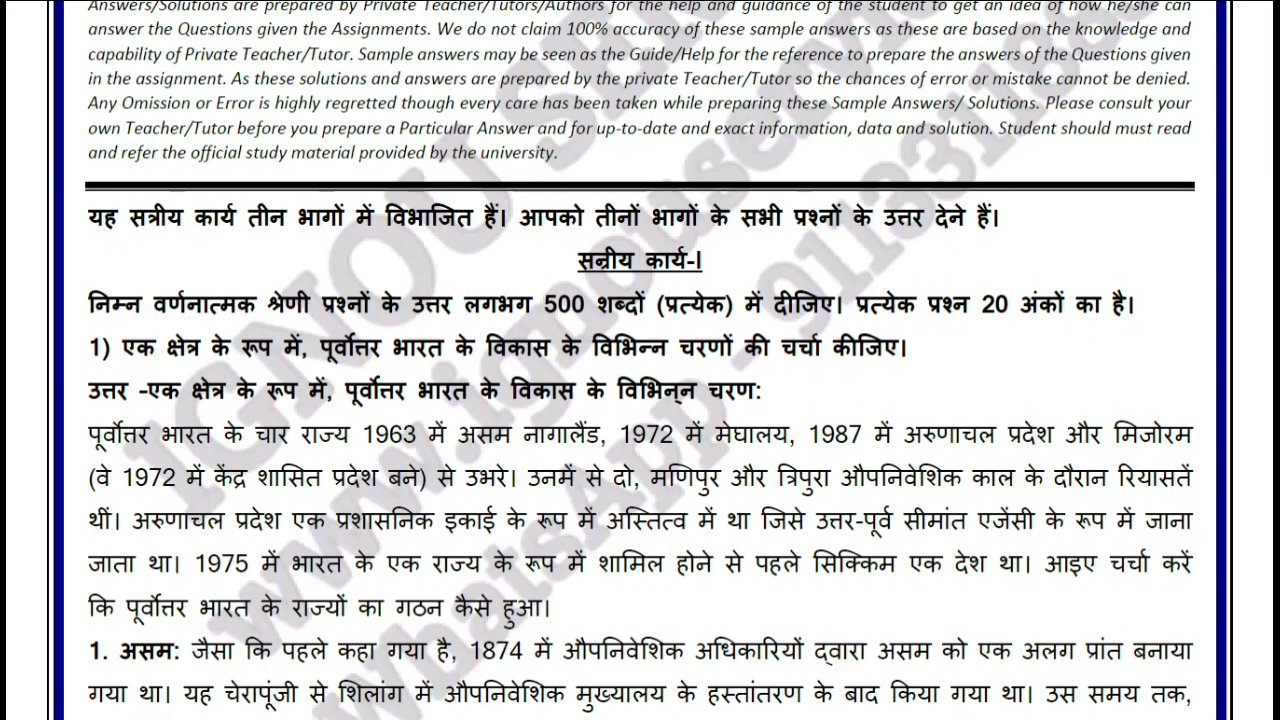 Answers/Solutions are prepared by Private Teacher/Tutors/Authors for the help and guidance of the student to get an idea of how he/she can
answer the Questions given the Assignments. We do not claim 100% accuracy of these sample answers as these are based on the knowledge and
capability of Private Teacher/Tutor. Sample answers may be seen as the Guide/Help for the reference to prepare the answers of the Questions given
in the assignment. As these solutions and answers are prepared by the private Teacher/Tutor so the chances of error or mistake cannot be denied.
Any Omission or Error is highly regretted though every care has been taken while preparing these Sample Answers/ Solutions. Please consult your
own Teacher/Tutor before you prepare a Particular Answer and for up-to-date and exact information, data and solution. Student should must read
and refer the official study material provided by the university.
यह सत्रीय कार्य तीन भागों में विभाजित हैं। आपको तीनों भागों के सभी प्रश्नों के उत्तर देने हैं।
सत्रीय कार्य-I
निम्न वर्णनात्मक श्रेणी प्रश्नों के उत्तर लगभग 500 शब्दों (प्रत्येक) में दीजिए। प्रत्येक प्रश्न 20 अंकों का है।
1) एक क्षेत्र के रूप में, पूर्वोत्तर भारत के विकास के विभिन्न चरणों की चर्चा कीजिए।
उत्तर -एक क्षेत्र के रूप में, पूर्वोत्तर भारत के विकास के विभिन्न चरण:
पूर्वोत्तर भारत के चार राज्य 1963 में असम नागालैंड, 1972 में मेघालय, 1987 में अरुणाचल प्रदेश और मिजोरम
(वे 1972 में केंद्र शासित प्रदेश बने) से उभरे। उनमें से दो, मणिपुर और त्रिपुरा औपनिवेशिक काल के दौरान रियासतें
थीं। अरुणाचल प्रदेश एक प्रशासनिक इकाई के रूप में अस्तित्व में था जिसे उत्तर-पूर्व सीमांत एजेंसी के रूप में जाना
जाता था। 1975 में भारत के एक राज्य के रूप में शामिल होने से पहले सिक्किम एक देश था। आइए चर्चा करें
कि पूर्वोत्तर भारत के राज्यों का गठन कैसे हुआ।
1. असम: जैसा कि पहले कहा गया है, 1874 में औपनिवेशिक अधिकारियों द्वारा असम को एक अलग प्रांत बनाया
गया था। यह चेरापूंजी से शिलांग में औपनिवेशिक मुख्यालय के हस्तांतरण के बाद किया गया था। उस समय तक,